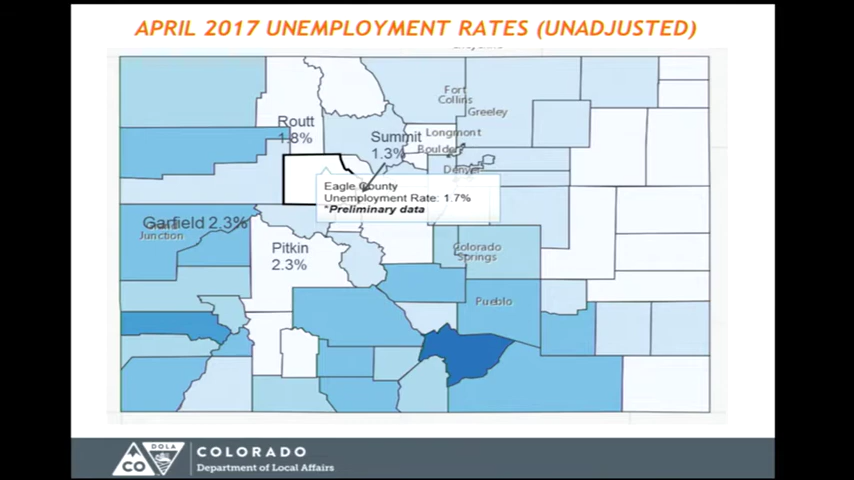 APRIL 2017 UNEMPLOYMENT RATES (UNADJUSTED)
Fort
Collins
Greeley
Routt
1.8%
Summit
1.3%
Longmont
Boulder
Denver
Eagle County
Unemployment Rate: 1.7%
*Preliminary data
Garfield 2.3%
Junction
Pitkin
2.3%
Colorado
Springs
Pueblo
CO
DOLA
COLORADO
Department of Local Affairs